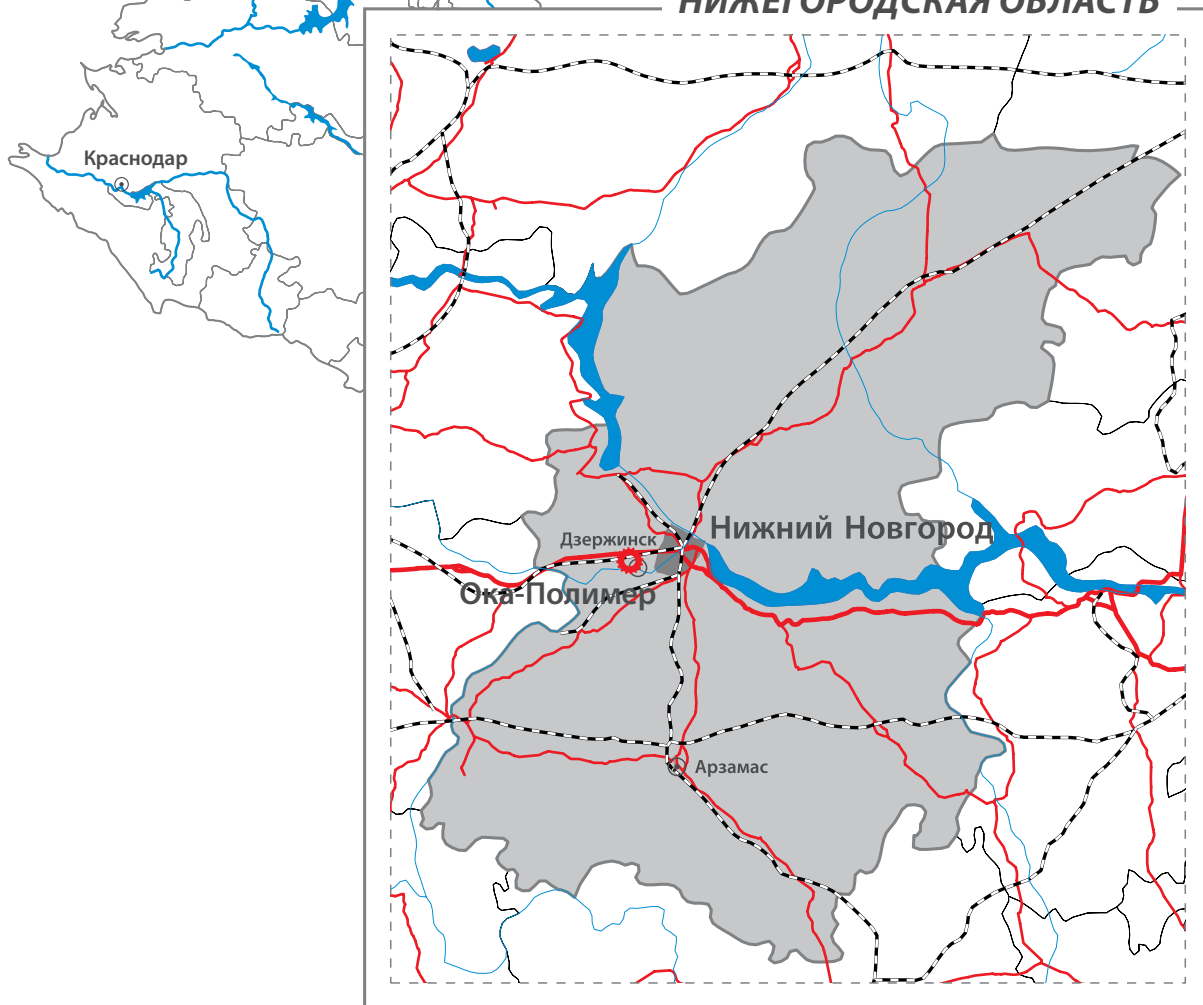 НИЖЕГОРОДСКАЯ ОБЛАСТЬ
Краснодар
Нижний Новгород
Дзержинск
Ока-Полимер
Арзамас